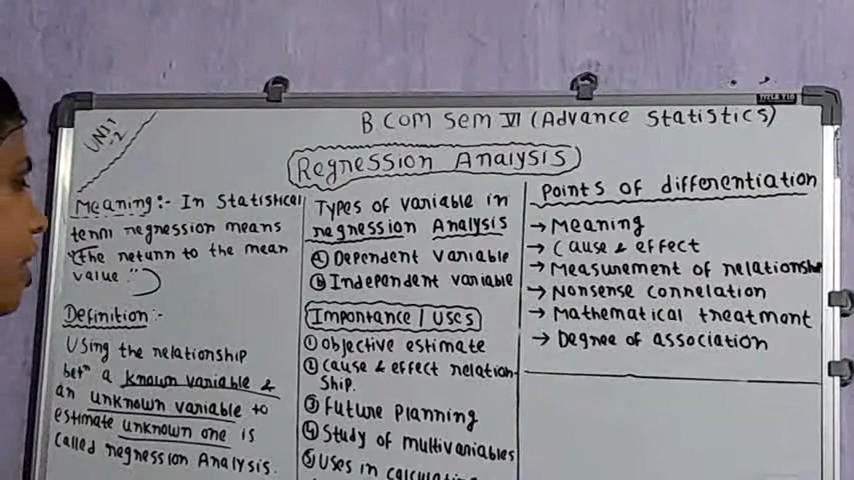 UNIT
-2
B COM Sem VI (Advance Statistics)
Regression Analysis
Meaning:- In Statistical
term regression means
"The return to the mean
value."
Definition:-
Using the relationship
betn a known variable &
an unknown variable to
estimate unknown one is
called regression Analysis.
Types of variable in
regression Analysis
A Dependent variable
B Independent variable
Importance / Uses
1 objective estimate
2 Cause & effect relation-
ship.
3 Future Planning
4 Study of multivariables
5 Uses in
Points of differentiation
→ Meaning
→ Cause & effect
→ Measurement of relationship
→ Nonsense correlation
→ Mathematical treatment
→ Degree of association